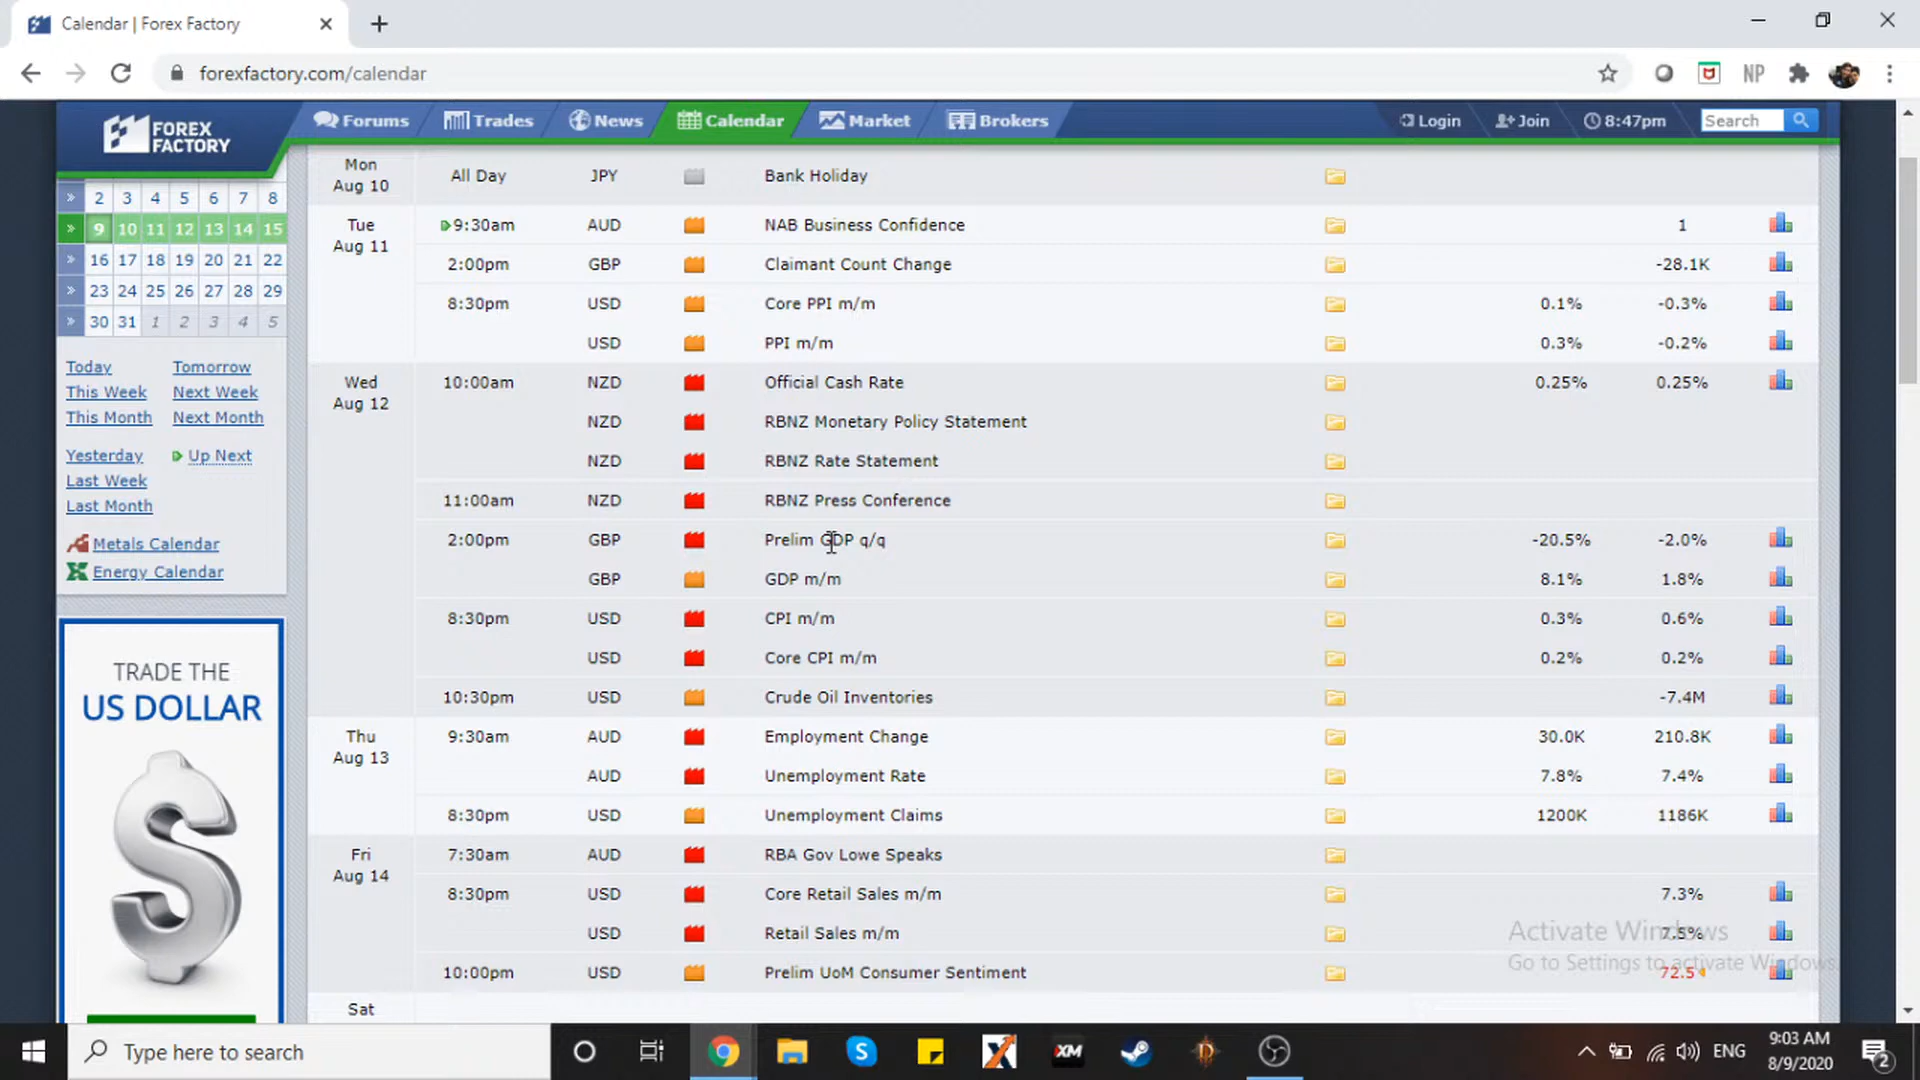 Calendar | Forex Factory
forexfactory.com/calendar
NP
FOREX FACTORY
Forums Trades News Calendar Market Brokers
Login Join 8:47pm Search
» 2 3 4 5 6 7 8
» 9 10 11 12 13 14 15
» 16 17 18 19 20 21 22
» 23 24 25 26 27 28 29
» 30 31 1 2 3 4 5
Today Tomorrow
This Week Next Week
This Month Next Month
Yesterday Up Next
Last Week
Last Month
Metals Calendar
Energy Calendar
TRADE THE
US DOLLAR
Mon Aug 10 All Day JPY Bank Holiday
Tue Aug 11 9:30am AUD NAB Business Confidence 1
2:00pm GBP Claimant Count Change -28.1K
8:30pm USD Core PPI m/m 0.1% -0.3%
USD PPI m/m 0.3% -0.2%
Wed Aug 12 10:00am NZD Official Cash Rate 0.25% 0.25%
NZD RBNZ Monetary Policy Statement
NZD RBNZ Rate Statement
11:00am NZD RBNZ Press Conference
2:00pm GBP Prelim GDP q/q -20.5% -2.0%
GBP GDP m/m 8.1% 1.8%
8:30pm USD CPI m/m 0.3% 0.6%
USD Core CPI m/m 0.2% 0.2%
10:30pm USD Crude Oil Inventories -7.4M
Thu Aug 13 9:30am AUD Employment Change 30.0K 210.8K
AUD Unemployment Rate 7.8% 7.4%
8:30pm USD Unemployment Claims 1200K 1186K
Fri Aug 14 7:30am AUD RBA Gov Lowe Speaks
8:30pm USD Core Retail Sales m/m 7.3%
USD Retail Sales m/m 7.5%
10:00pm USD Prelim UoM Consumer Sentiment 72.5
Sat
Activate Windows
Go to Settings to activate Windows.
Type here to search
XM
ENG
9:03 AM
8/9/2020
2